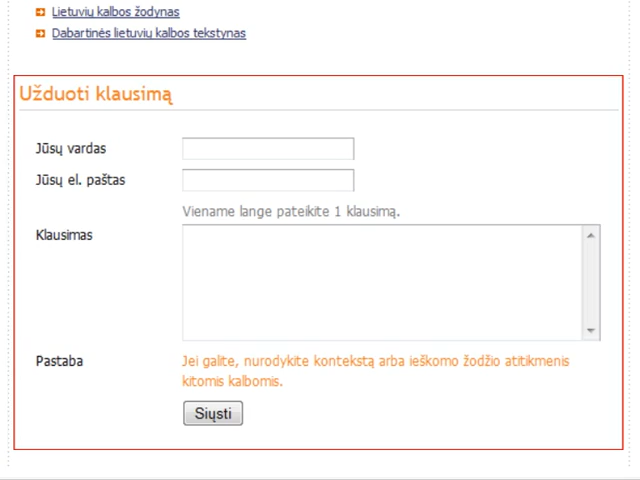 Lietuvių kalbos žodynas
Dabartinės lietuvių kalbos tekstynas
Užduoti klausimą
Jūsų vardas
Jūsų el. paštas
Viename lange pateikite 1 klausimą.
Klausimas
Pastaba
Jei galite, nurodykite kontekstą arba ieškomo žodžio atitikmenis
kitomis kalbomis.
Siųsti